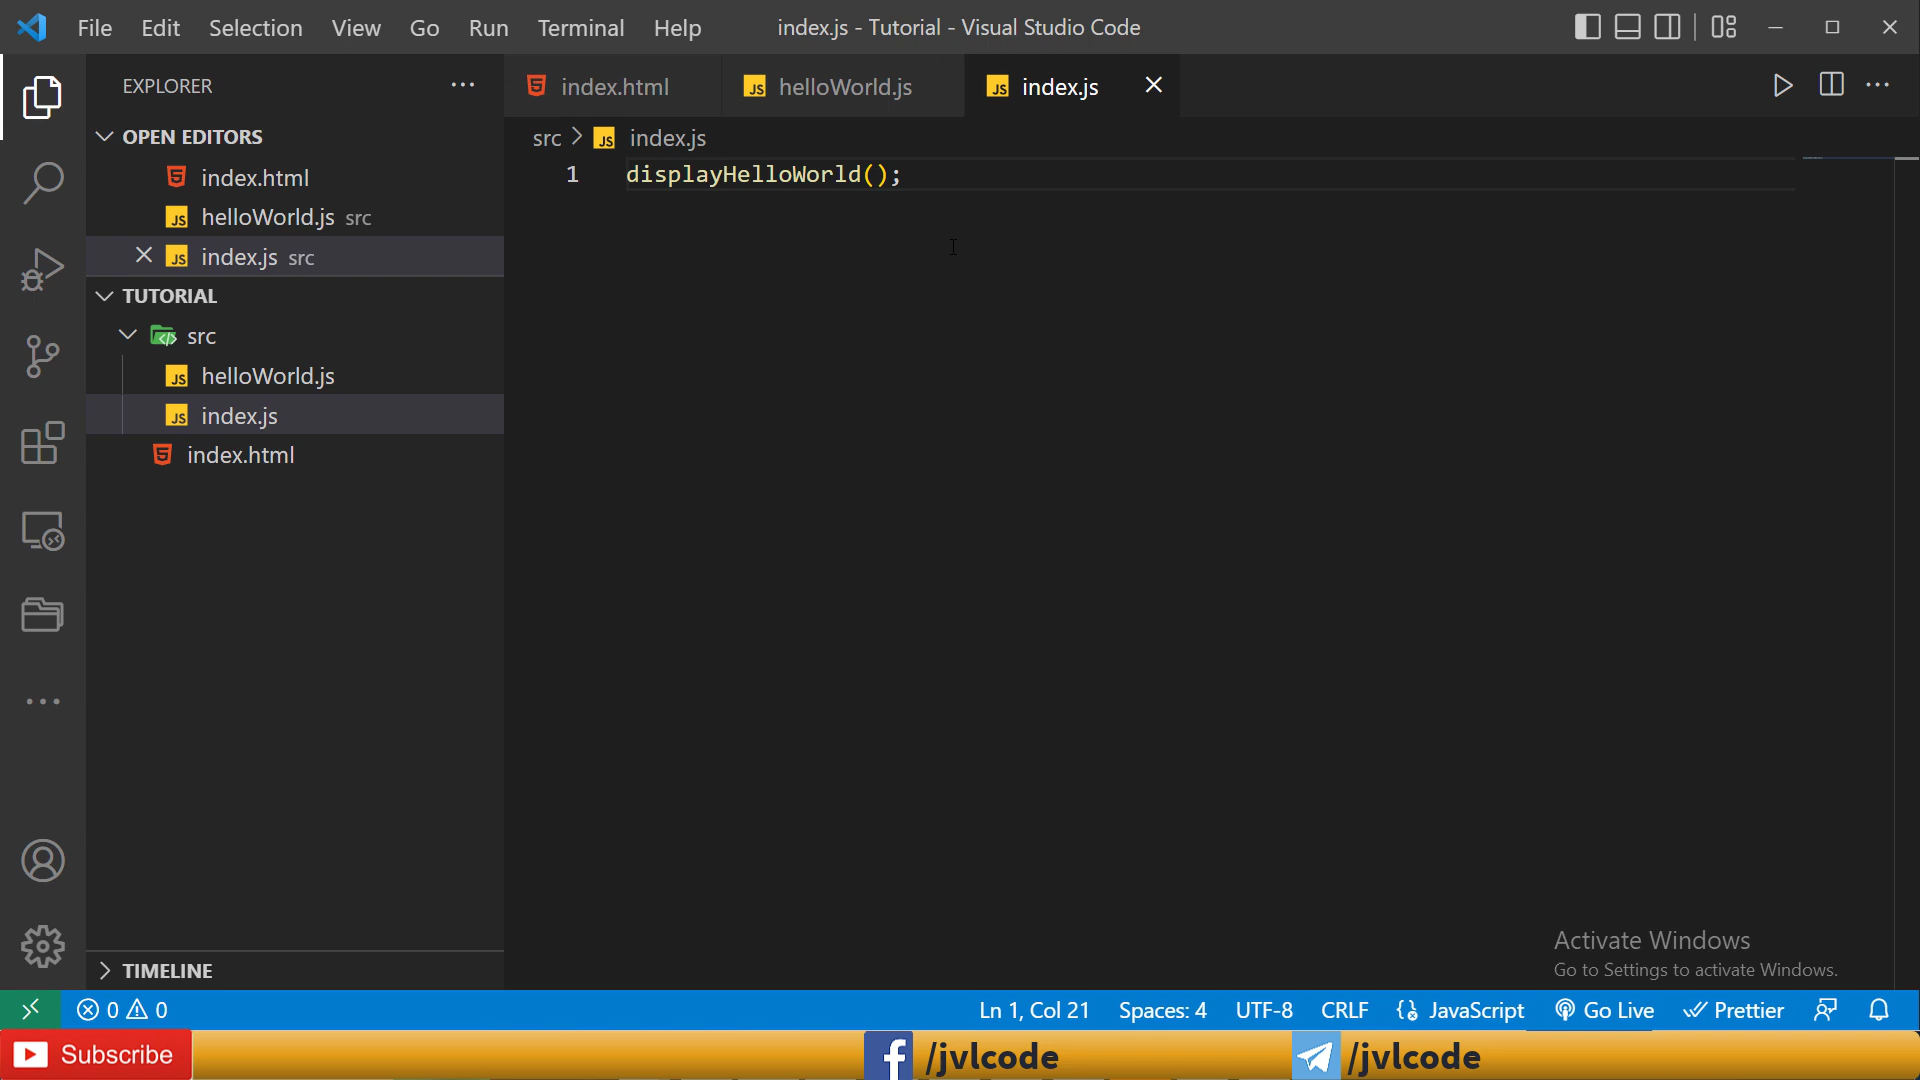 File Edit Selection View Go Run Terminal Help index.js - Tutorial - Visual Studio Code
EXPLORER
index.html
helloWorld.js
index.js
OPEN EDITORS
index.html
helloWorld.js src
index.js src
TUTORIAL
src
helloWorld.js
index.js
index.html
TIMELINE
src > index.js
1 displayHelloWorld();
Activate Windows
Go to Settings to activate Windows.
0 0 Ln 1, Col 21 Spaces: 4 UTF-8 CRLF JavaScript Go Live Prettier
Subscribe
/jvlcode
/jvlcode